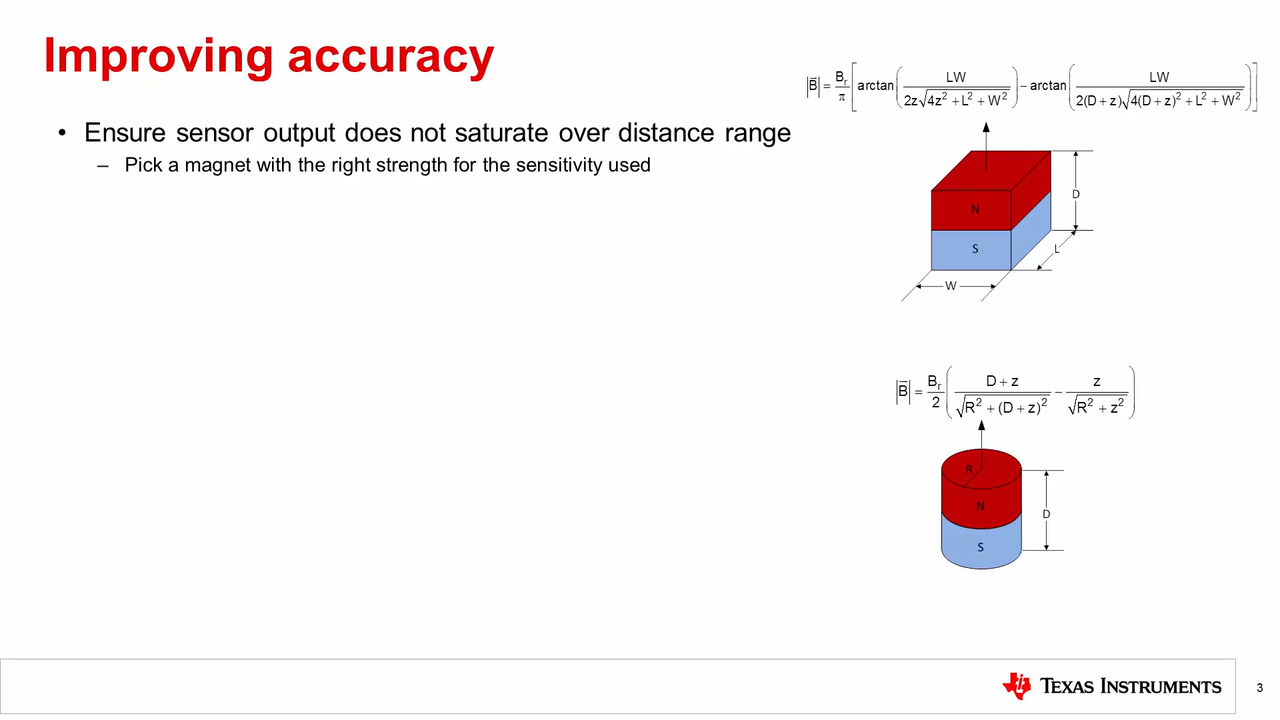 Improving accuracy
• Ensure sensor output does not saturate over distance range
– Pick a magnet with the right strength for the sensitivity used
|B⃗| = Br/π [ arctan( LW / 2z√(4z² + L² + W²) ) − arctan( LW / 2(D + z)√(4(D + z)² + L² + W²) ) ]
N
S
D
L
W
|B⃗| = Br/2 ( (D + z)/√(R² + (D + z)²) − z/√(R² + z²) )
R
N
S
D
TEXAS INSTRUMENTS
3